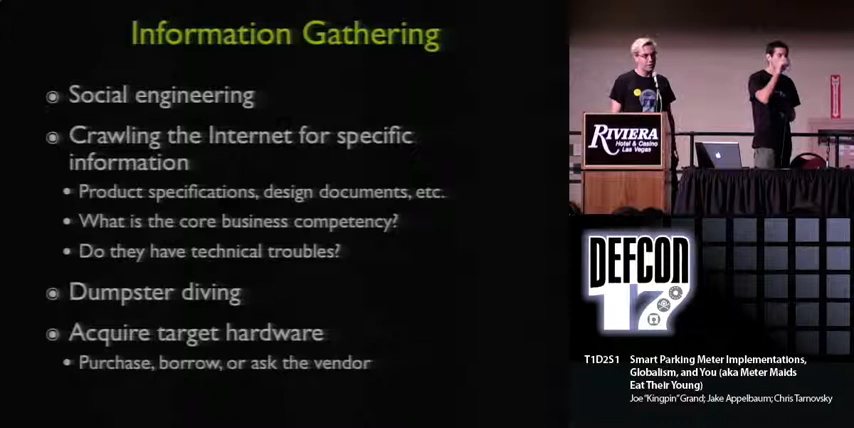 Information Gathering
Social engineering
Crawling the Internet for specific
information
Product specifications, design documents, etc.
What is the core business competency?
Do they have technical troubles?
Dumpster diving
Acquire target hardware
Purchase, borrow, or ask the vendor
RIVIERA
Hotel & Casino
Las Vegas
DEFCON
17
T1D2S1 Smart Parking Meter Implementations,
Globalism, and You (aka Meter Maids
Eat Their Young)
Joe "Kingpin" Grand; Jake Appelbaum; Chris Tarnovsky